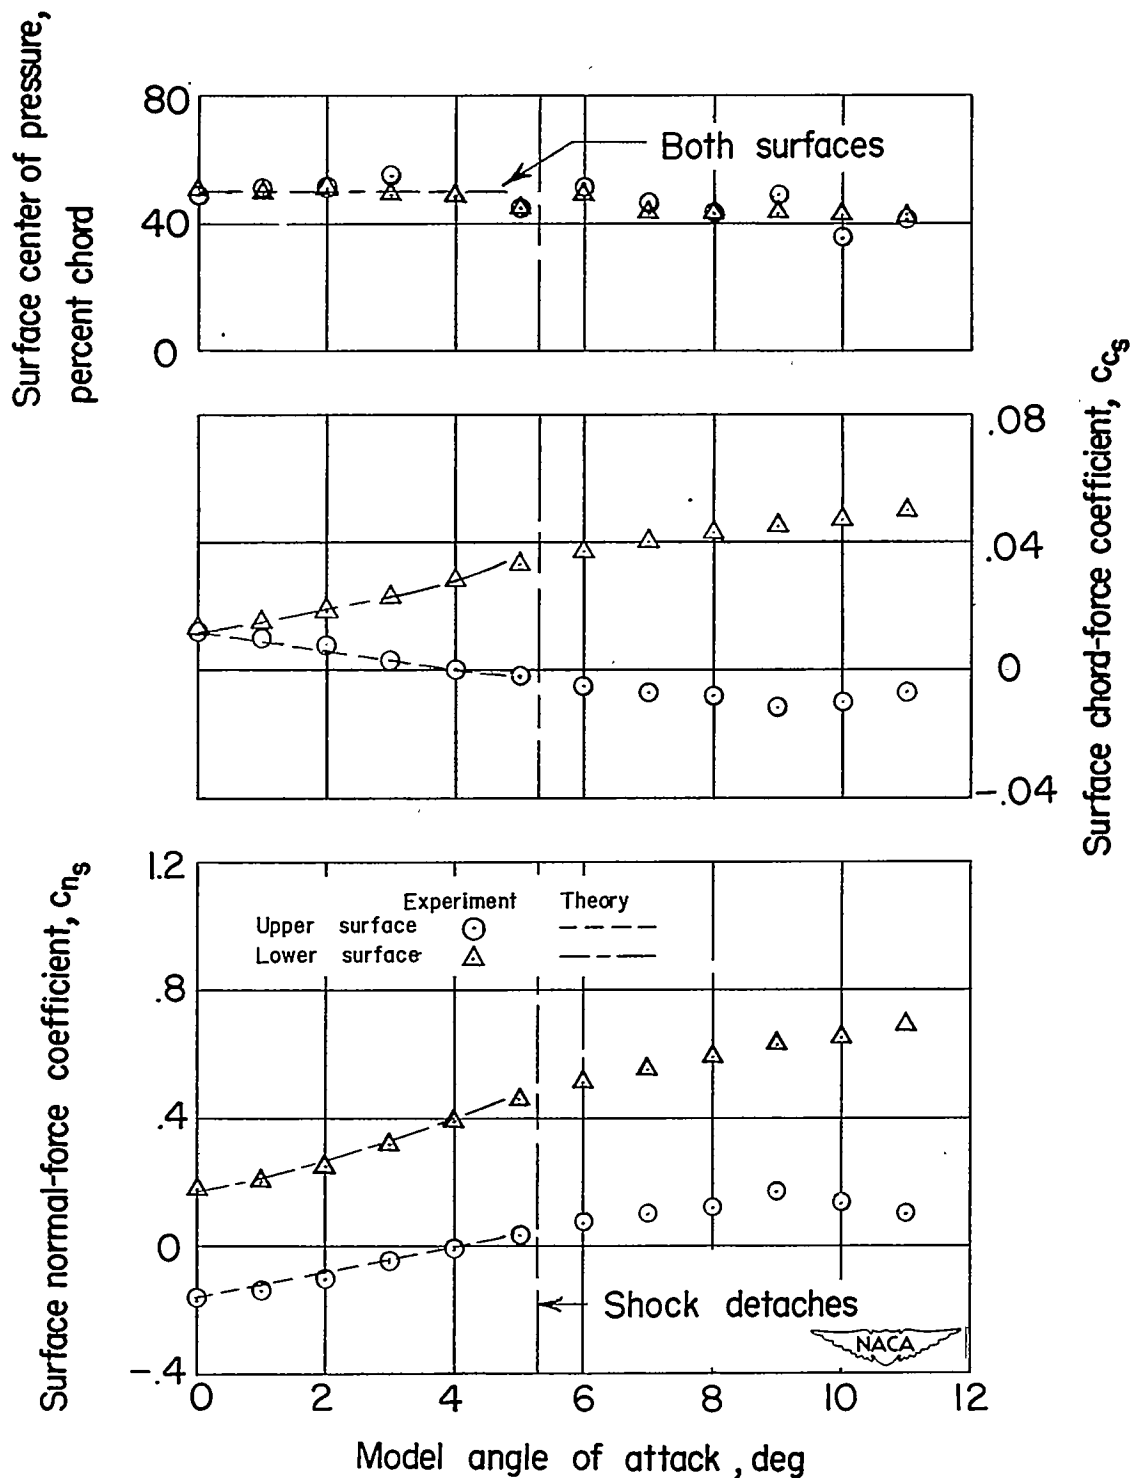 Surface center of pressure,
percent chord
80
40
0
Both surfaces
.08
.04
0
-.04
Surface chord-force coefficient, ccs
Surface normal-force coefficient, cns
1.2
.8
.4
0
-.4
Experiment Theory
Upper surface
Lower surface
Shock detaches
NACA
0 2 4 6 8 10 12
Model angle of attack , deg